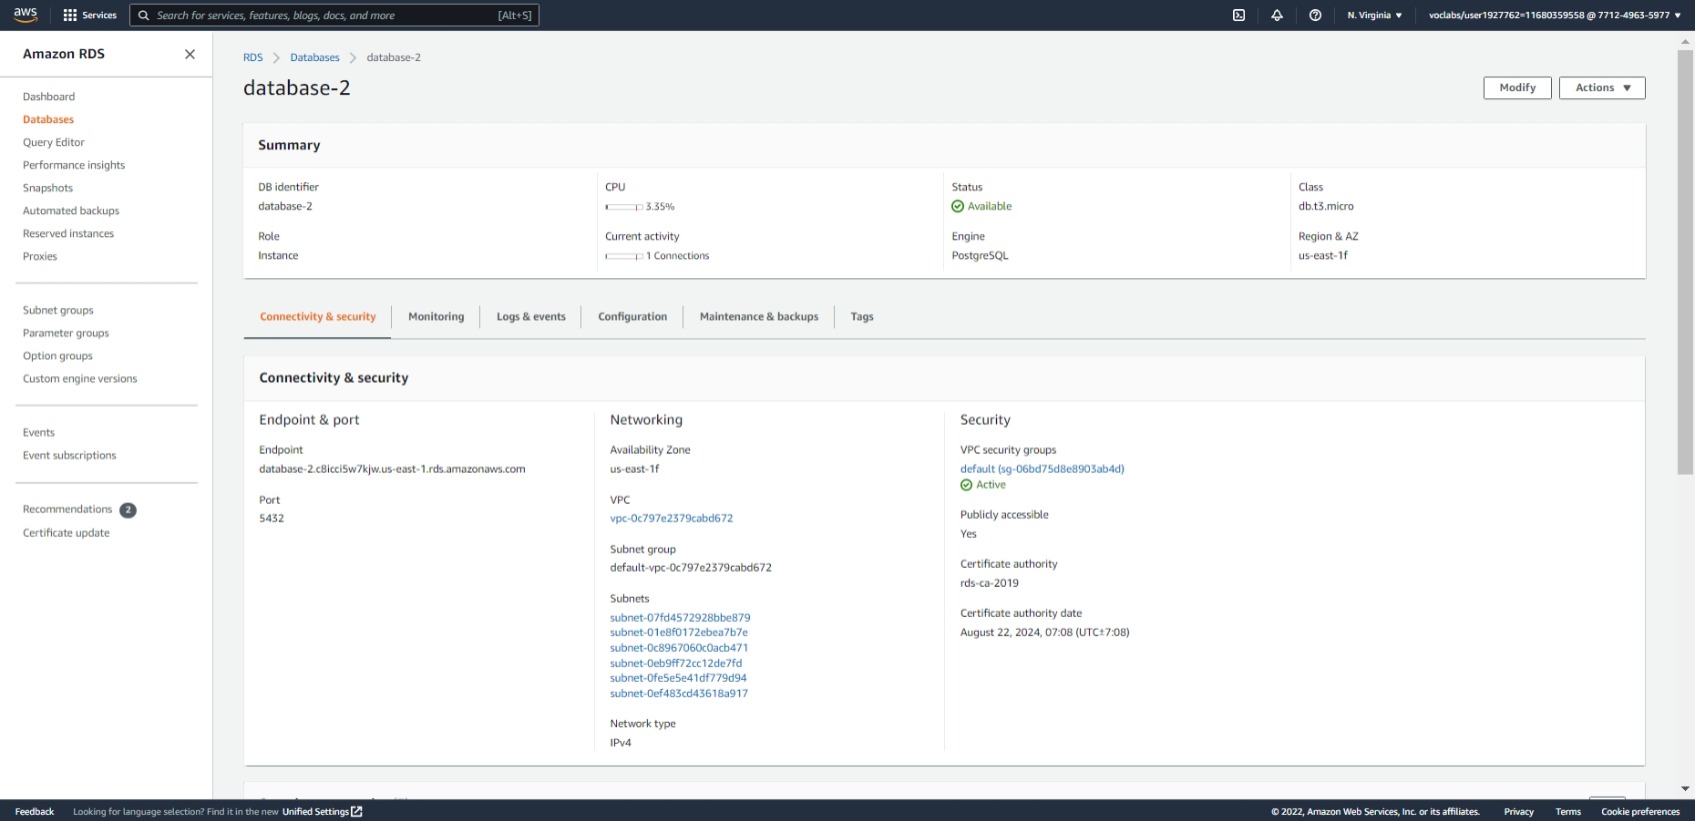 aws
Services
Search for services, features, blogs, docs, and more
[Alt+S]
N. Virginia ▼
voclabs/user1927762=11680359558 @ 7712-4963-5977 ▼
Amazon RDS
Dashboard
Databases
Query Editor
Performance insights
Snapshots
Automated backups
Reserved instances
Proxies
Subnet groups
Parameter groups
Option groups
Custom engine versions
Events
Event subscriptions
Recommendations 2
Certificate update
RDS > Databases > database-2
database-2
Modify
Actions ▼
Summary
DB identifier
database-2
Role
Instance
CPU
3.35%
Current activity
1 Connections
Status
Available
Engine
PostgreSQL
Class
db.t3.micro
Region & AZ
us-east-1f
Connectivity & security
Monitoring
Logs & events
Configuration
Maintenance & backups
Tags
Connectivity & security
Endpoint & port
Endpoint
database-2.c8icci5w7kjw.us-east-1.rds.amazonaws.com
Port
5432
Networking
Availability Zone
us-east-1f
VPC
vpc-0c797e2379cabd672
Subnet group
default-vpc-0c797e2379cabd672
Subnets
subnet-07fd4572928bbe879
subnet-01e8f0172ebea7b7e
subnet-0c8967060c0acb471
subnet-0eb9ff72cc12de7fd
subnet-0fe5e5e41df779d94
subnet-0ef483cd43618a917
Network type
IPv4
Security
VPC security groups
default (sg-06bd75d8e8903ab4d)
Active
Publicly accessible
Yes
Certificate authority
rds-ca-2019
Certificate authority date
August 22, 2024, 07:08 (UTC±7:08)
Feedback
Looking for language selection? Find it in the new Unified Settings
© 2022, Amazon Web Services, Inc. or its affiliates.
Privacy
Terms
Cookie preferences